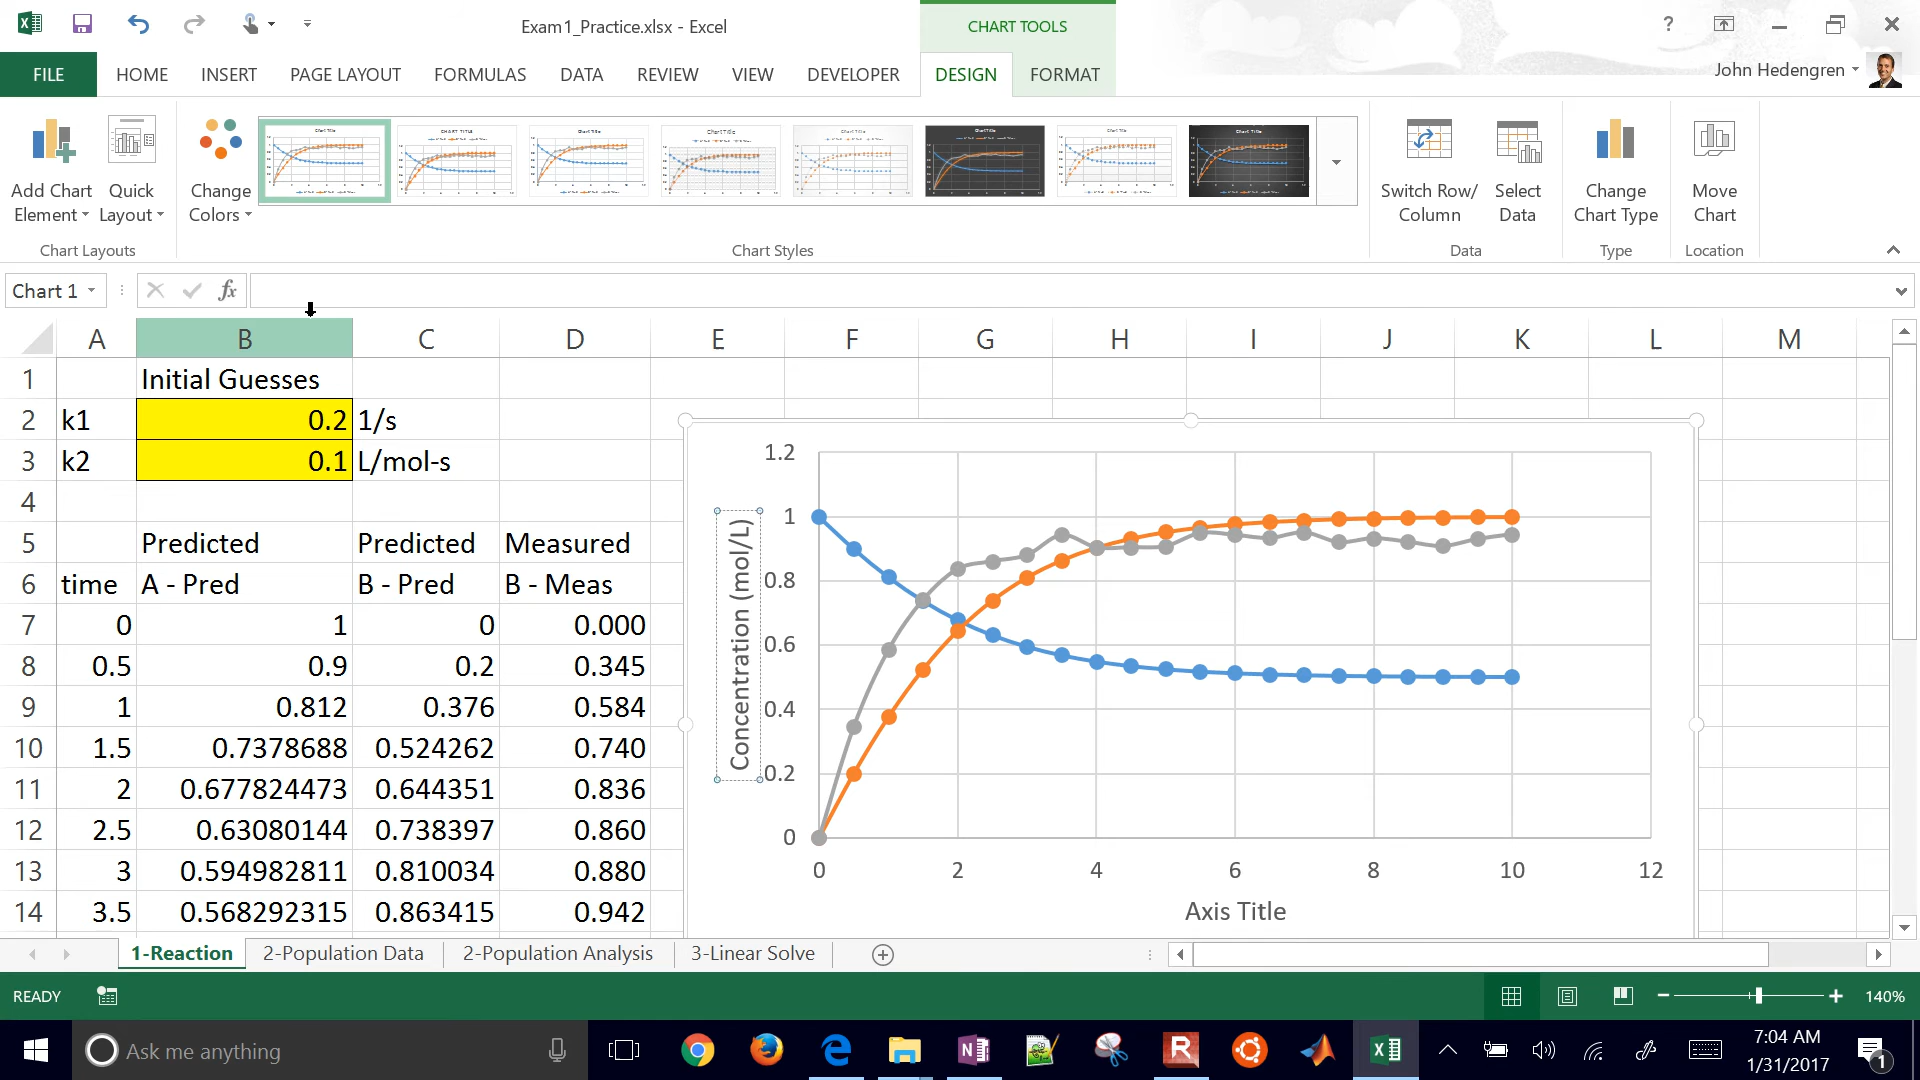 Exam1_Practice.xlsx - Excel
CHART TOOLS
?
FILE HOME INSERT PAGE LAYOUT FORMULAS DATA REVIEW VIEW DEVELOPER DESIGN FORMAT
John Hedengren
Add Chart Element
Quick Layout
Change Colors
Switch Row/ Column
Select Data
Change Chart Type
Move Chart
Chart Layouts
Chart Styles
Data
Type
Location
Chart 1
fx
A B C D E F G H I J K L M
1 Initial Guesses
2 k1 0.2 1/s
3 k2 0.1 L/mol-s
4
5 Predicted Predicted Measured
6 time A - Pred B - Pred B - Meas
7 0 1 0 0.000
8 0.5 0.9 0.2 0.345
9 1 0.812 0.376 0.584
10 1.5 0.7378688 0.524262 0.740
11 2 0.677824473 0.644351 0.836
12 2.5 0.63080144 0.738397 0.860
13 3 0.594982811 0.810034 0.880
14 3.5 0.568292315 0.863415 0.942
1.2
1
0.8
0.6
0.4
0.2
0
Concentration (mol/L)
0 2 4 6 8 10 12
Axis Title
1-Reaction 2-Population Data 2-Population Analysis 3-Linear Solve
READY
140%
Ask me anything
7:04 AM
1/31/2017
1